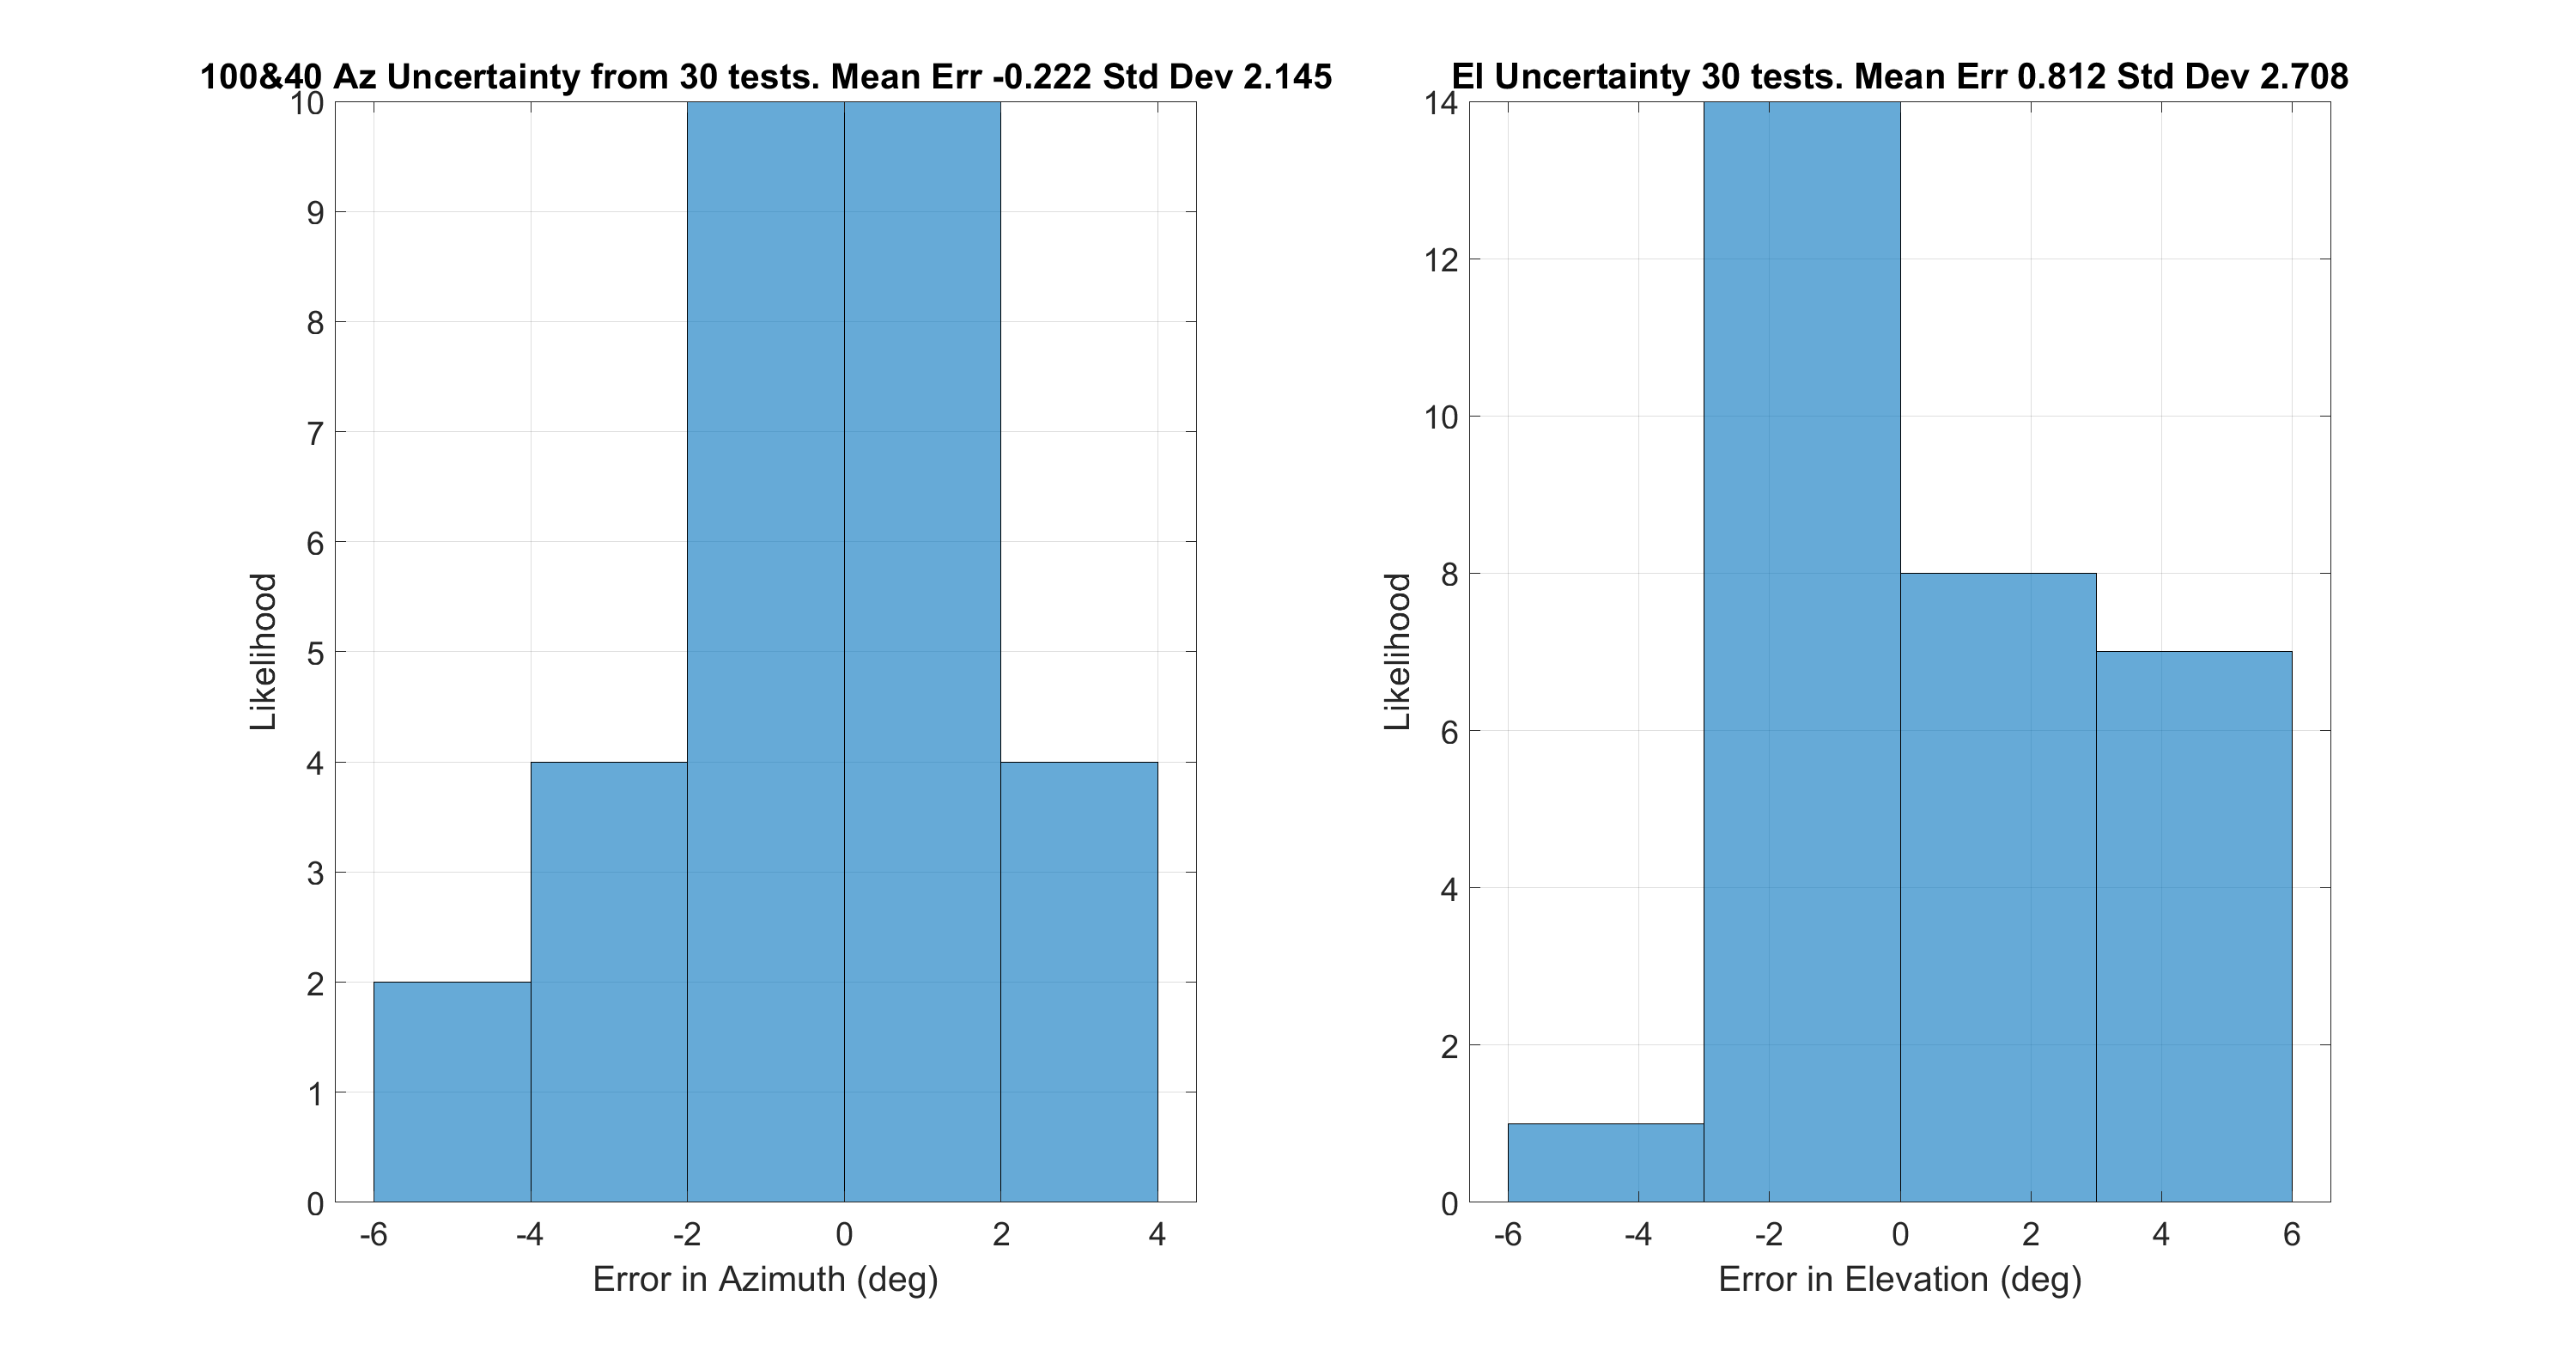 100&40 Az Uncertainty from 30 tests. Mean Err -0.222 Std Dev 2.145
10
9
8
7
6
5
4
3
2
1
0
Likelihood
-6 -4 -2 0 2 4
Error in Azimuth (deg)
El Uncertainty 30 tests. Mean Err 0.812 Std Dev 2.708
14
12
10
8
6
4
2
0
Likelihood
-6 -4 -2 0 2 4 6
Error in Elevation (deg)